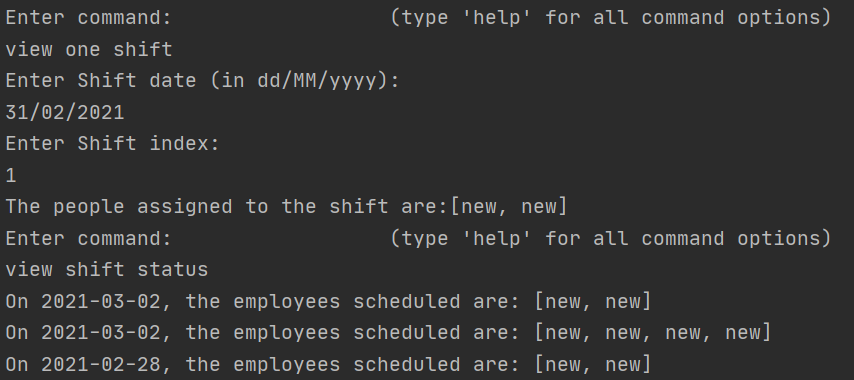 Enter command:                  (type 'help' for all command options)
view one shift
Enter Shift date (in dd/MM/yyyy):
31/02/2021
Enter Shift index:
1
The people assigned to the shift are:[new, new]
Enter command:                  (type 'help' for all command options)
view shift status
On 2021-03-02, the employees scheduled are: [new, new]
On 2021-03-02, the employees scheduled are: [new, new, new, new]
On 2021-02-28, the employees scheduled are: [new, new]